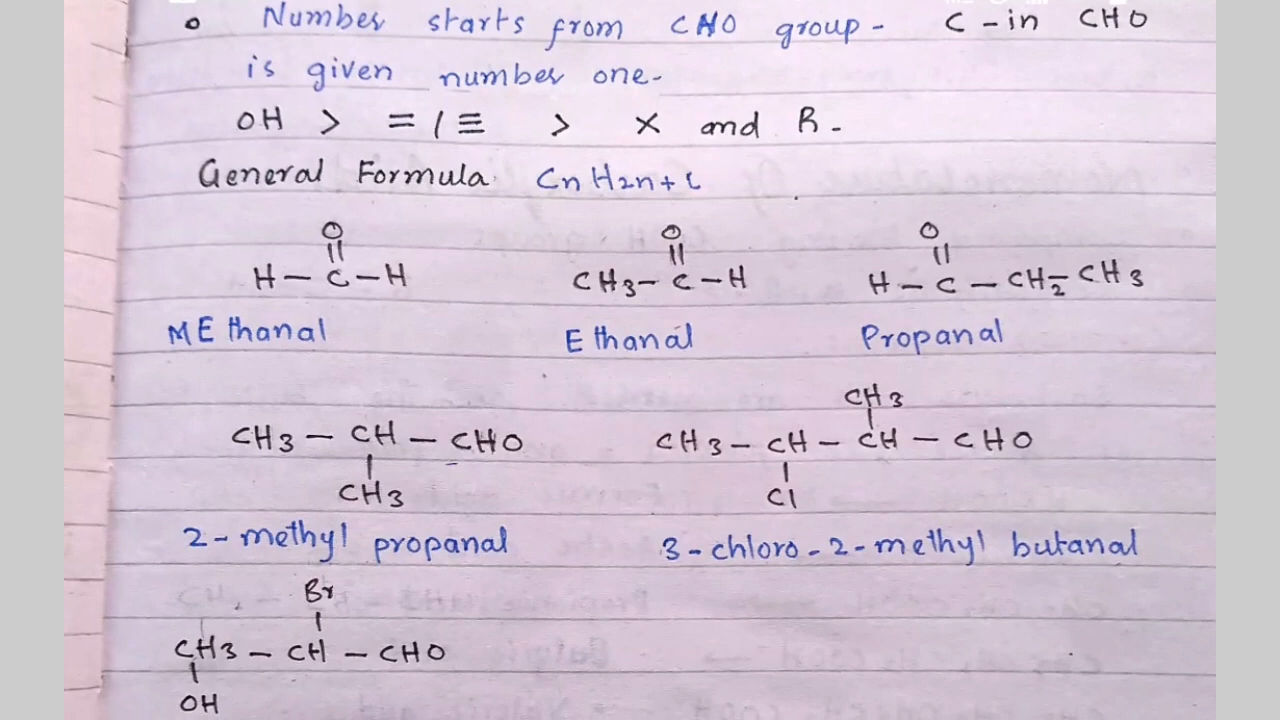 Number starts from CHO group - C - in CHO
is given number one -
OH > = / ≡ > X and R -
General Formula CnH2n+
O O O
|| || ||
H - C - H CH3 - C - H H - C - CH2 - CH3
MEthanal Ethanal Propanal
CH3
|
CH3 - CH - CHO CH3 - CH - CH - CHO
| |
CH3 Cl
2 - methyl propanal 3 - chloro - 2 - methyl butanal
Br
|
CH3 - CH - CHO
|
OH